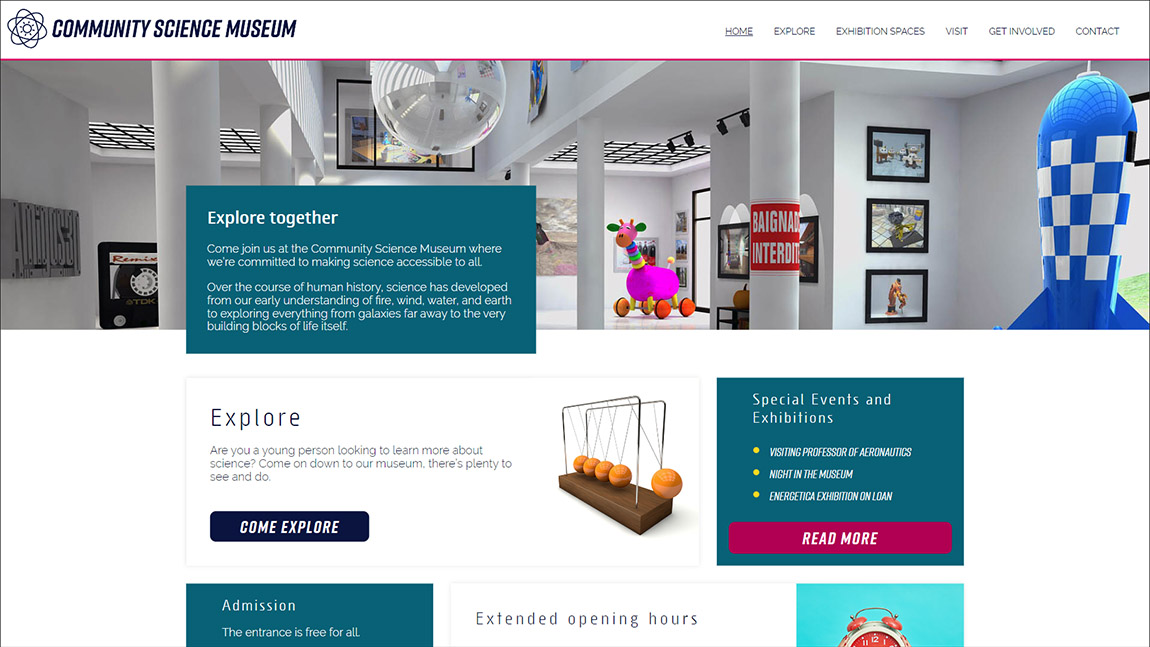 COMMUNITY SCIENCE MUSEUM
HOME EXPLORE EXHIBITION SPACES VISIT GET INVOLVED CONTACT
Remix
TDK
BAIGNAD
INTERDIT
Explore together
Come join us at the Community Science Museum where
we're committed to making science accessible to all.
Over the course of human history, science has developed
from our early understanding of fire, wind, water, and earth
to exploring everything from galaxies far away to the very
building blocks of life itself.
Explore
Are you a young person looking to learn more about
science? Come on down to our museum, there's plenty to
see and do.
COME EXPLORE
Special Events and
Exhibitions
VISITING PROFESSOR OF AERONAUTICS
NIGHT IN THE MUSEUM
ENERGETICA EXHIBITION ON LOAN
READ MORE
Admission
The entrance is free for all.
Extended opening hours
12